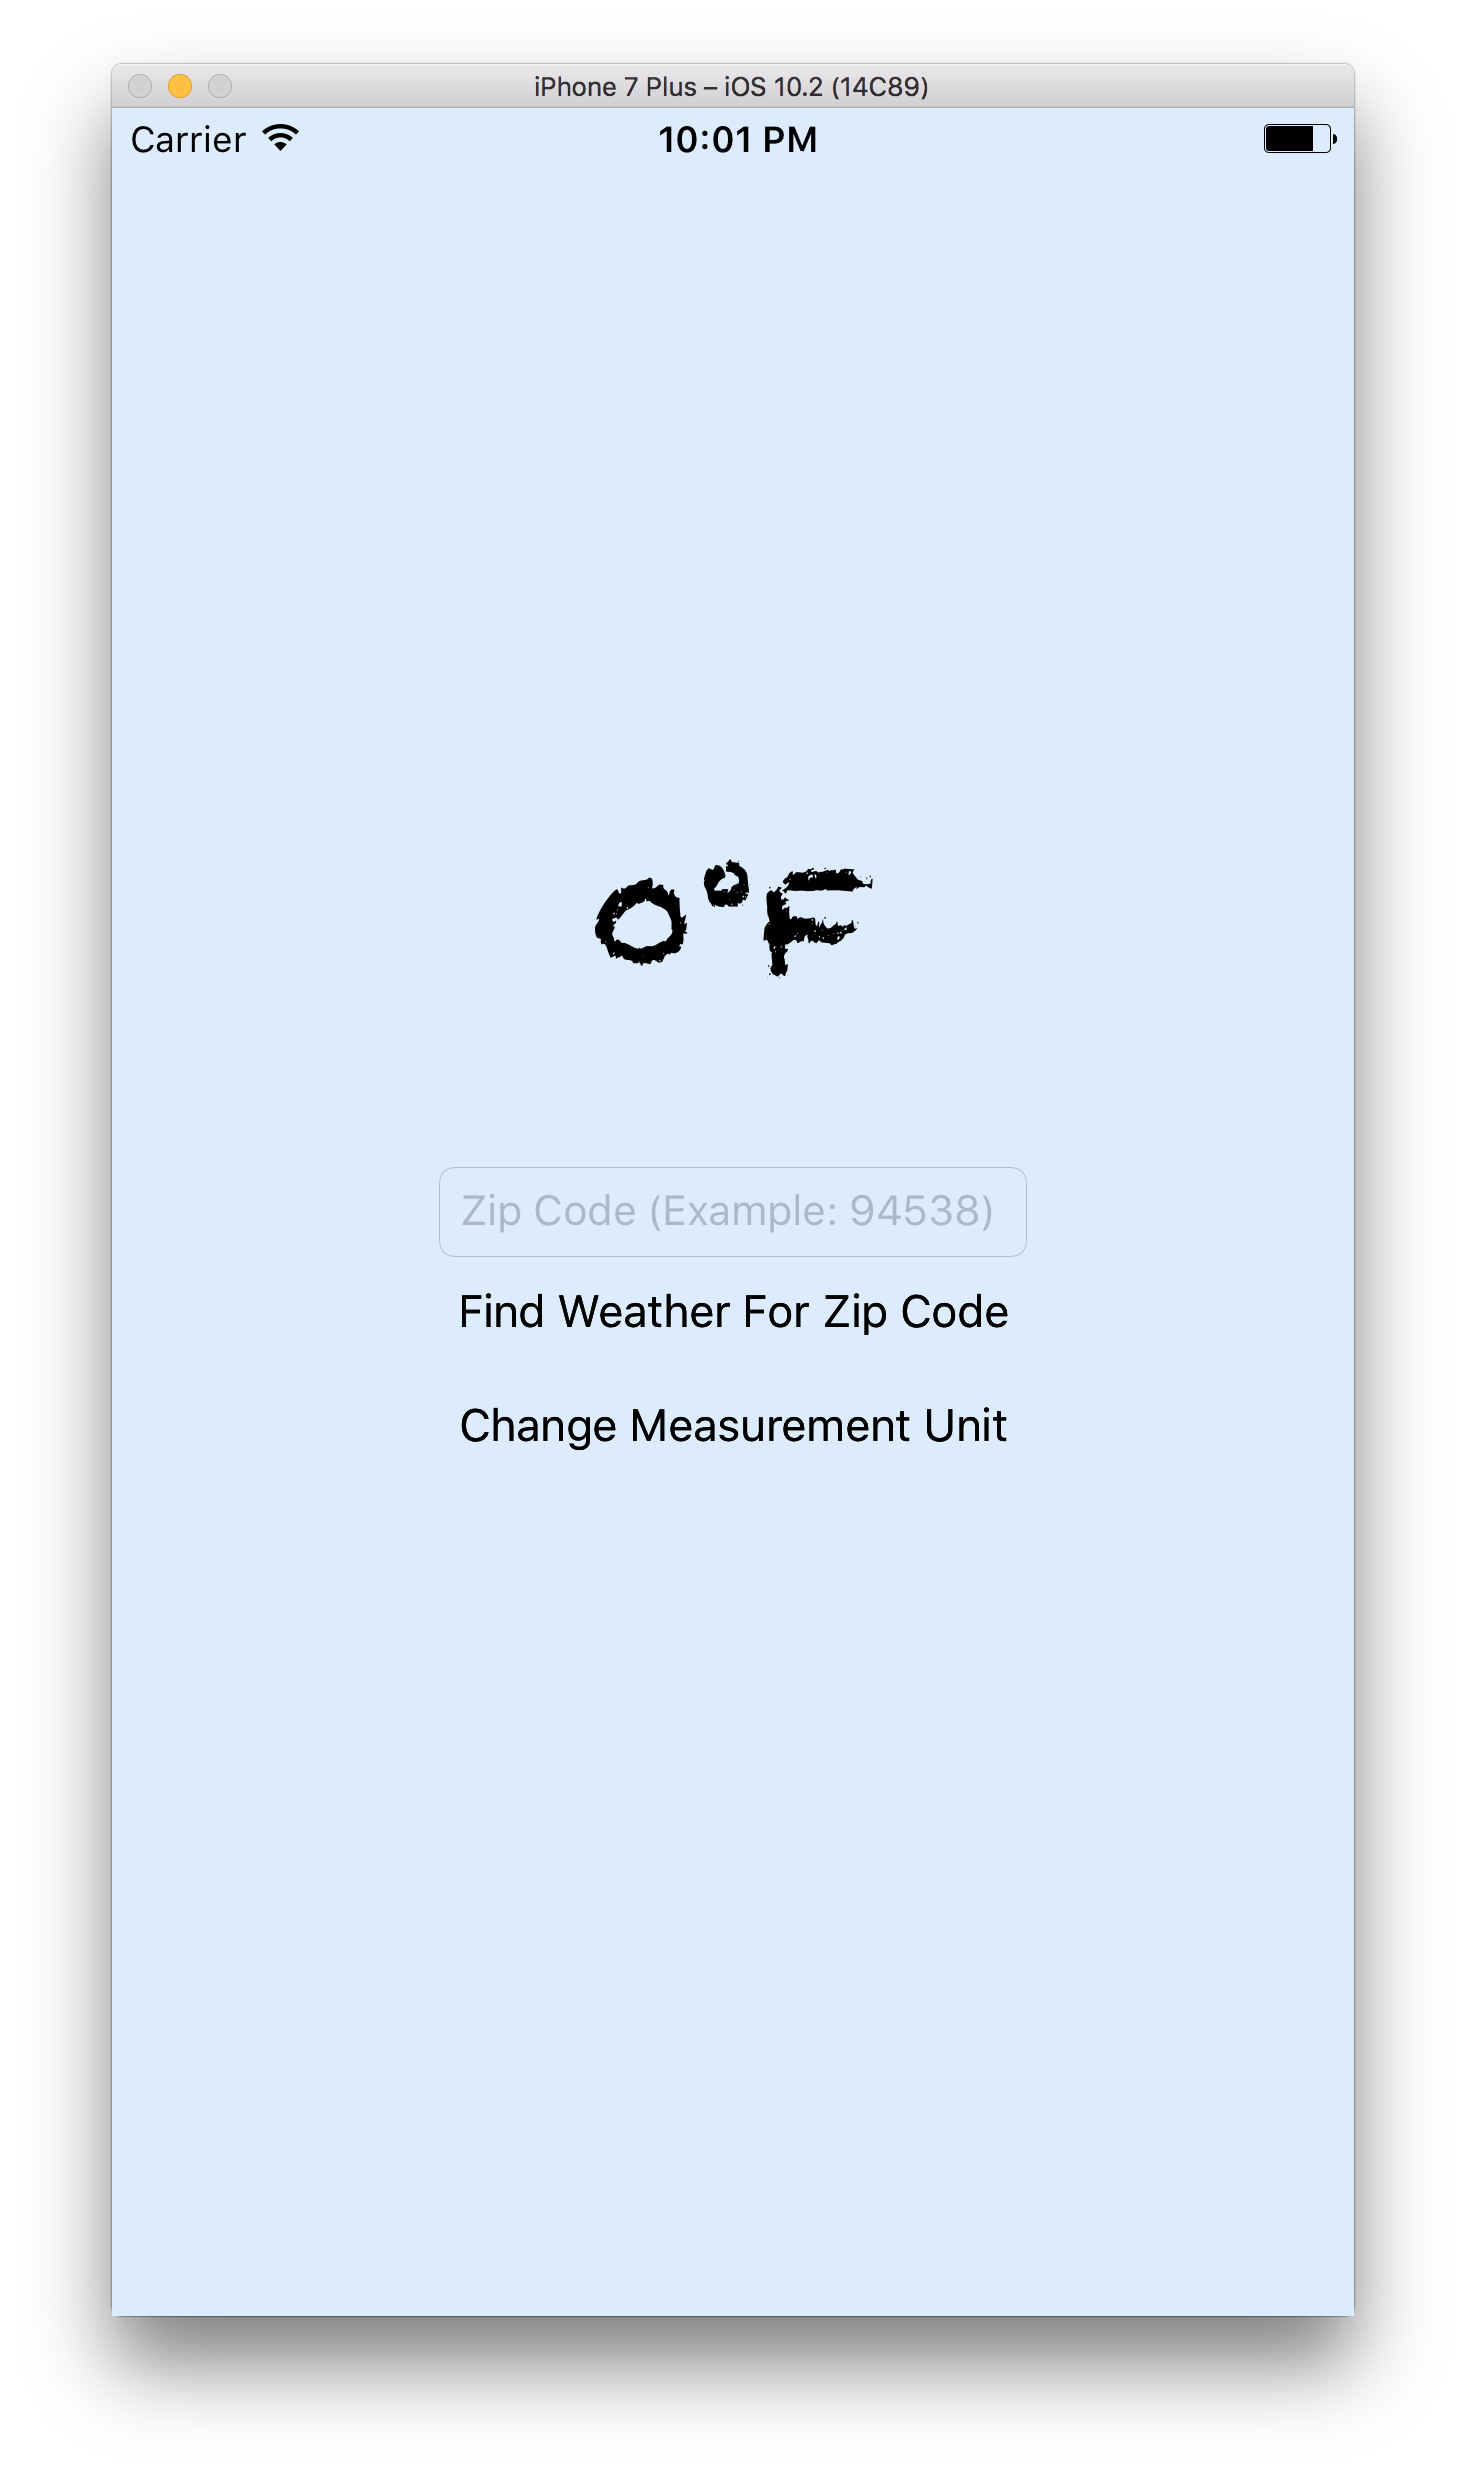 iPhone 7 Plus – iOS 10.2 (14C89)
Carrier 10:01 PM
0°F
Zip Code (Example: 94538)
Find Weather For Zip Code
Change Measurement Unit